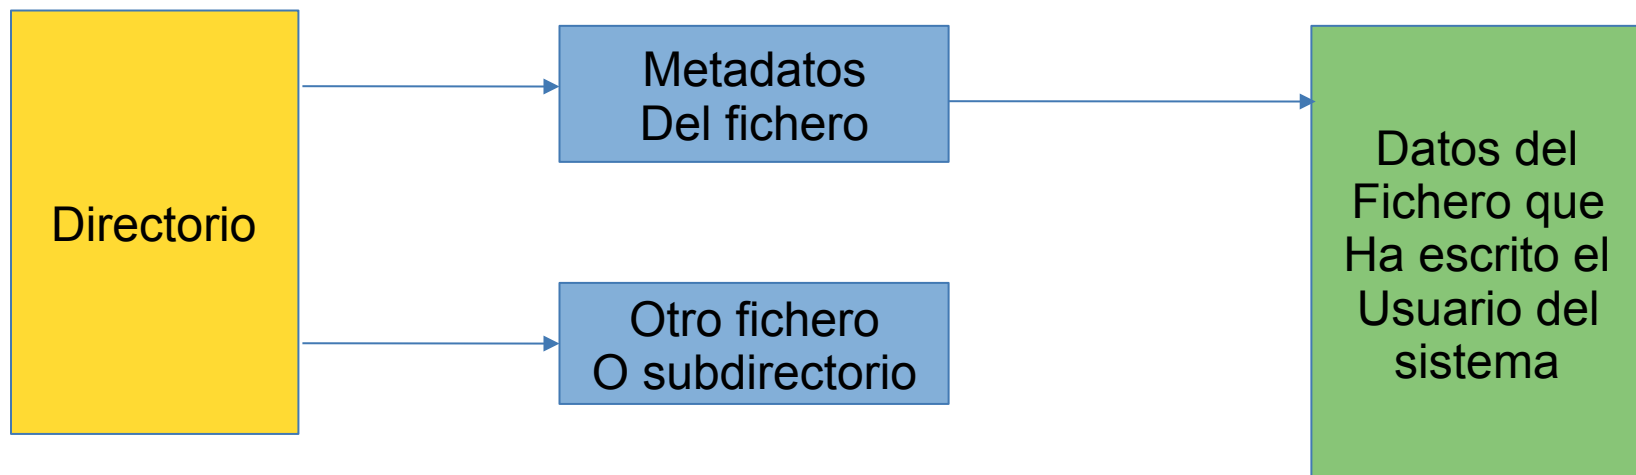 Directorio
Metadatos
Del fichero
Otro fichero
O subdirectorio
Datos del
Fichero que
Ha escrito el
Usuario del
sistema